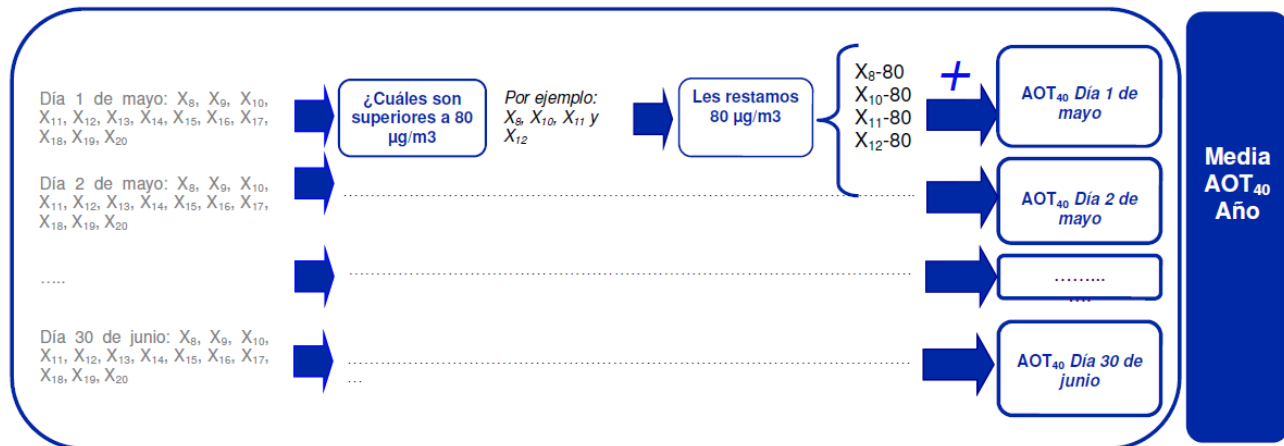 Día 1 de mayo: X8, X9, X10,
X11, X12, X13, X14, X15, X16, X17,
X18, X19, X20
¿Cuáles son
superiores a 80
µg/m3
Por ejemplo:
X8, X10, X11 y
X12
Les restamos
80 µg/m3
X8-80
X10-80
X11-80
X12-80
+
AOT40 Día 1 de
mayo
Día 2 de mayo: X8, X9, X10,
X11, X12, X13, X14, X15, X16, X17,
X18, X19, X20
AOT40 Día 2 de
mayo
…..
……...
….
Día 30 de junio: X8, X9, X10,
X11, X12, X13, X14, X15, X16, X17,
X18, X19, X20
…
AOT40 Día 30 de
junio
Media
AOT40
Año